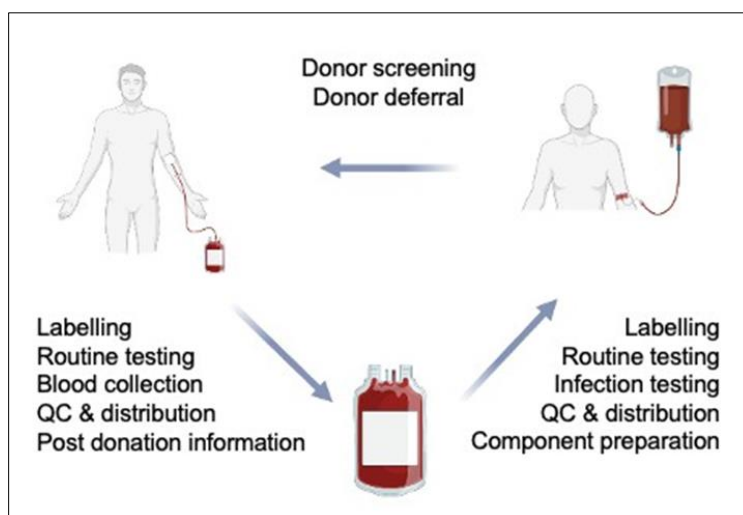 Donor screening
Donor deferral
Labelling
Routine testing
Blood collection
QC & distribution
Post donation information
Labelling
Routine testing
Infection testing
QC & distribution
Component preparation